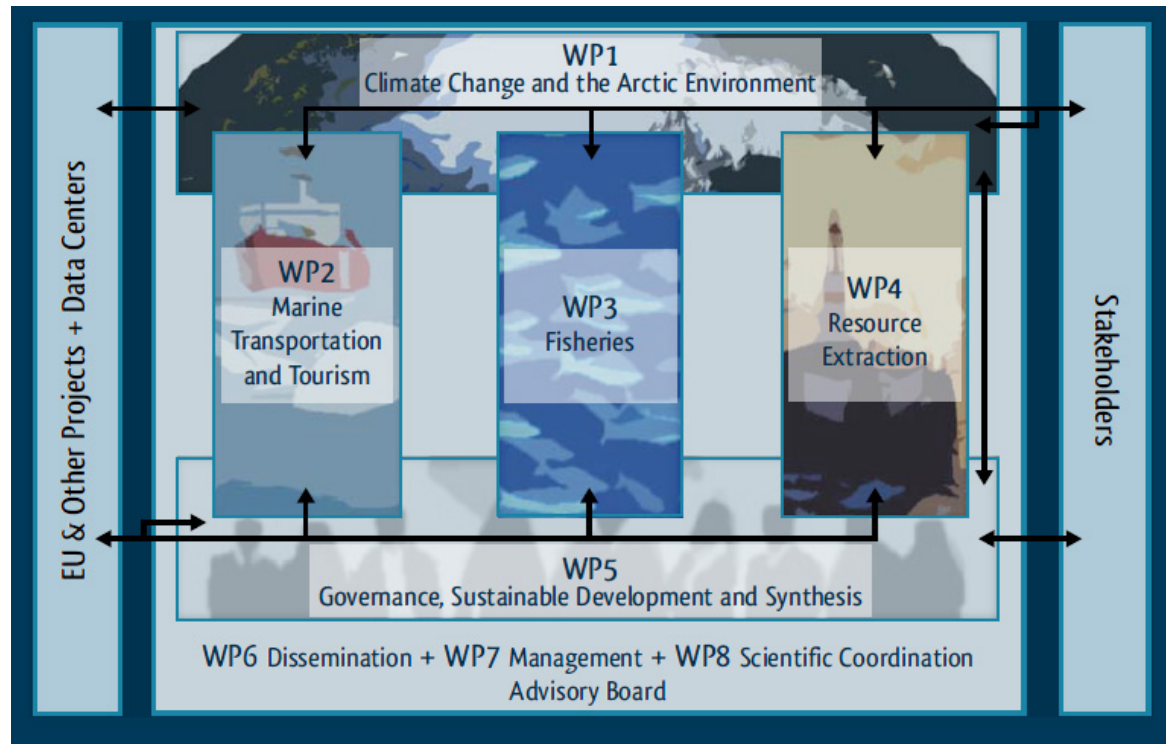 EU & Other Projects + Data Centers
WP1
Climate Change and the Arctic Environment
WP2
Marine
Transportation
and Tourism
WP3
Fisheries
WP4
Resource
Extraction
Stakeholders
WP5
Governance, Sustainable Development and Synthesis
WP6 Dissemination + WP7 Management + WP8 Scientific Coordination
Advisory Board